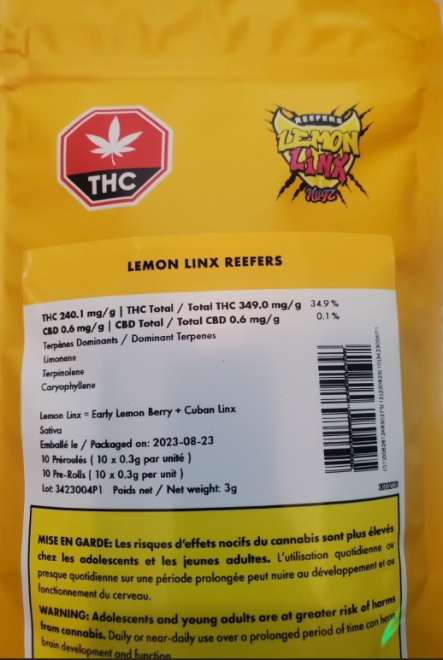 THC
REEFERS
LEMON
LINX
LEMON LINX REEFERS
THC 240.1 mg/g | THC Total / Total THC 349.0 mg/g 34.9%
CBD 0.6 mg/g | CBD Total / Total CBD 0.6 mg/g 0.1%
Terpènes Dominants / Dominant Terpenes
Limonene
Terpinolene
Caryophyllene
Lemon Linx = Early Lemon Berry + Cuban Linx
Sativa
Emballé le / Packaged on: 2023-08-23
10 Préroulés ( 10 x 0.3g par unité )
10 Pre-Rolls ( 10 x 0.3g per unit )
Lot: 3423004P1 Poids net / Net weight: 3g
MISE EN GARDE: Les risques d'effets nocifs du cannabis sont plus élevés
chez les adolescents et les jeunes adultes. L'utilisation quotidienne ou
presque quotidienne sur une période prolongée peut nuire au développement et au
fonctionnement du cerveau.
WARNING: Adolescents and young adults are at greater risk of harms
from cannabis. Daily or near-daily use over a prolonged period of time can harm
brain development and function.